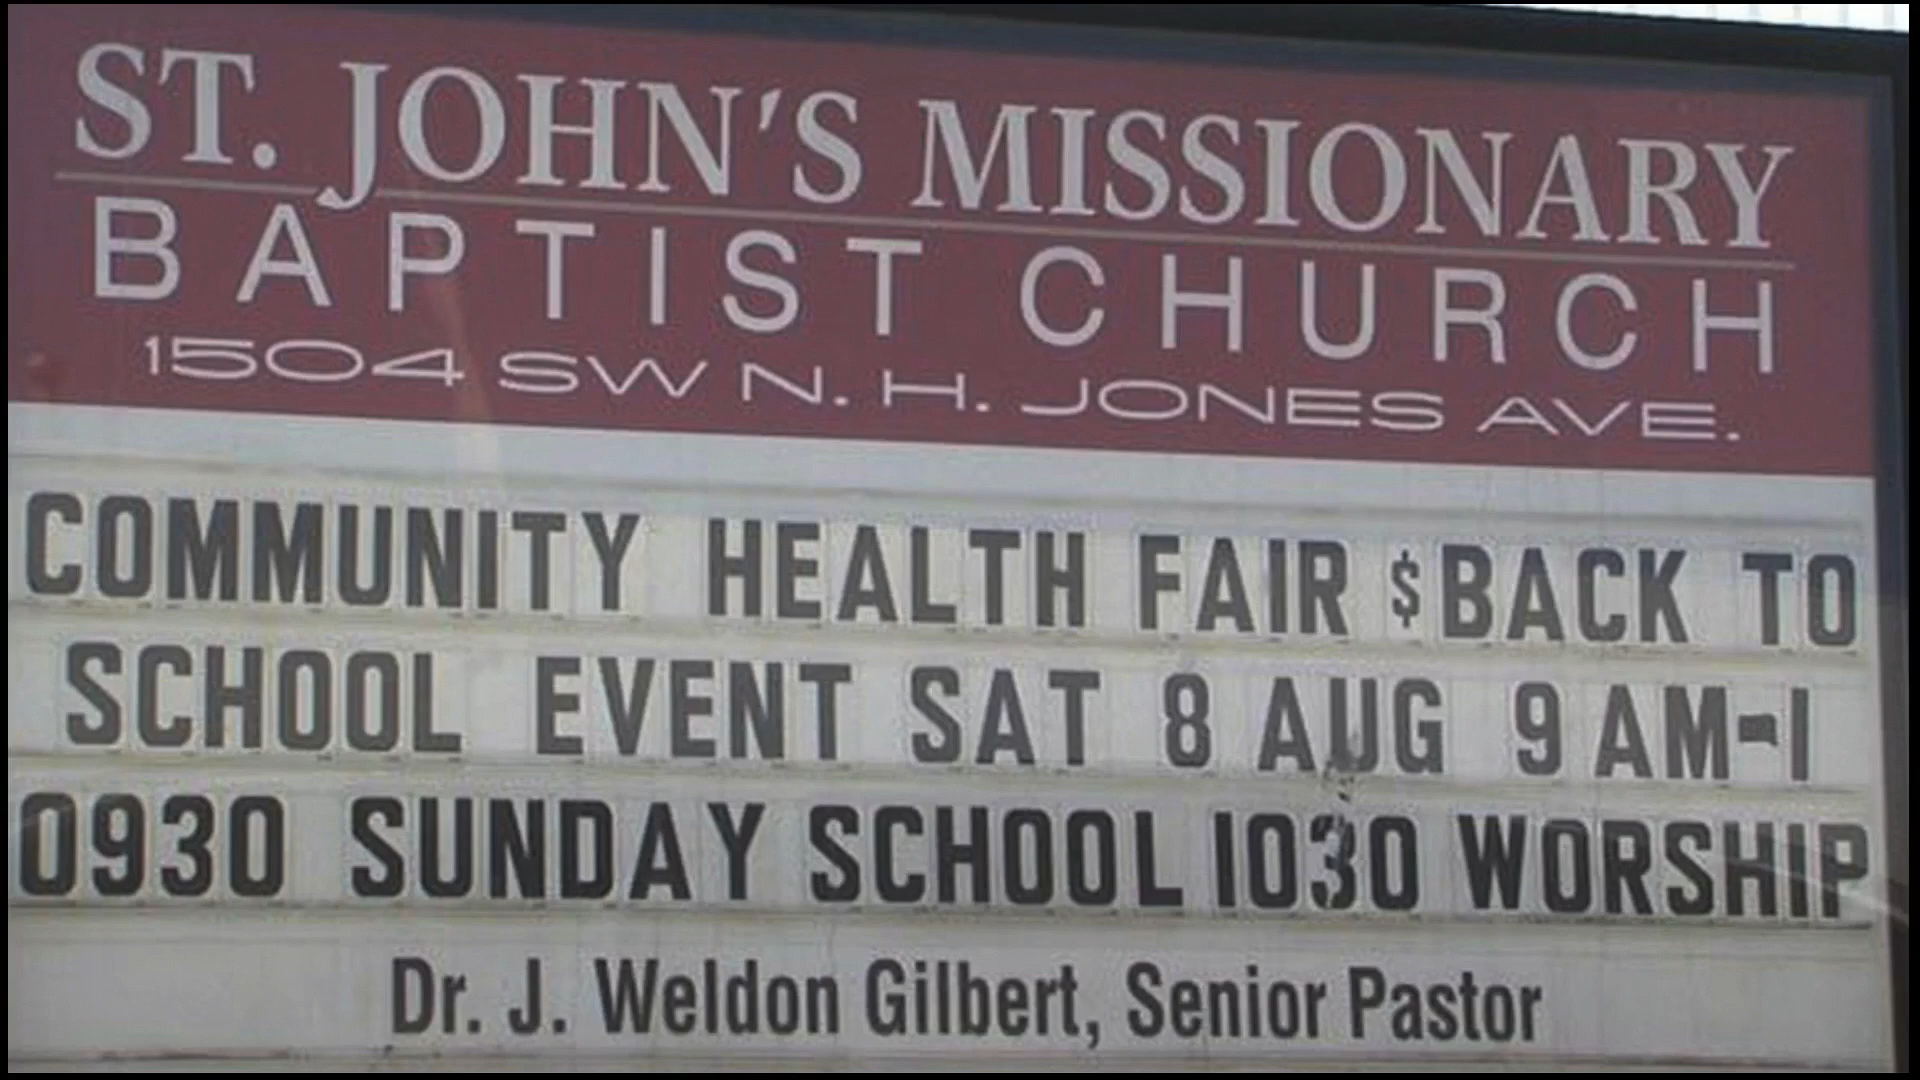 ST. JOHN'S MISSIONARY
BAPTIST CHURCH
1504 SW N. H. JONES AVE.
COMMUNITY HEALTH FAIR $BACK TO
SCHOOL EVENT SAT 8 AUG 9 AM-1
0930 SUNDAY SCHOOL 1030 WORSHIP
Dr. J. Weldon Gilbert, Senior Pastor